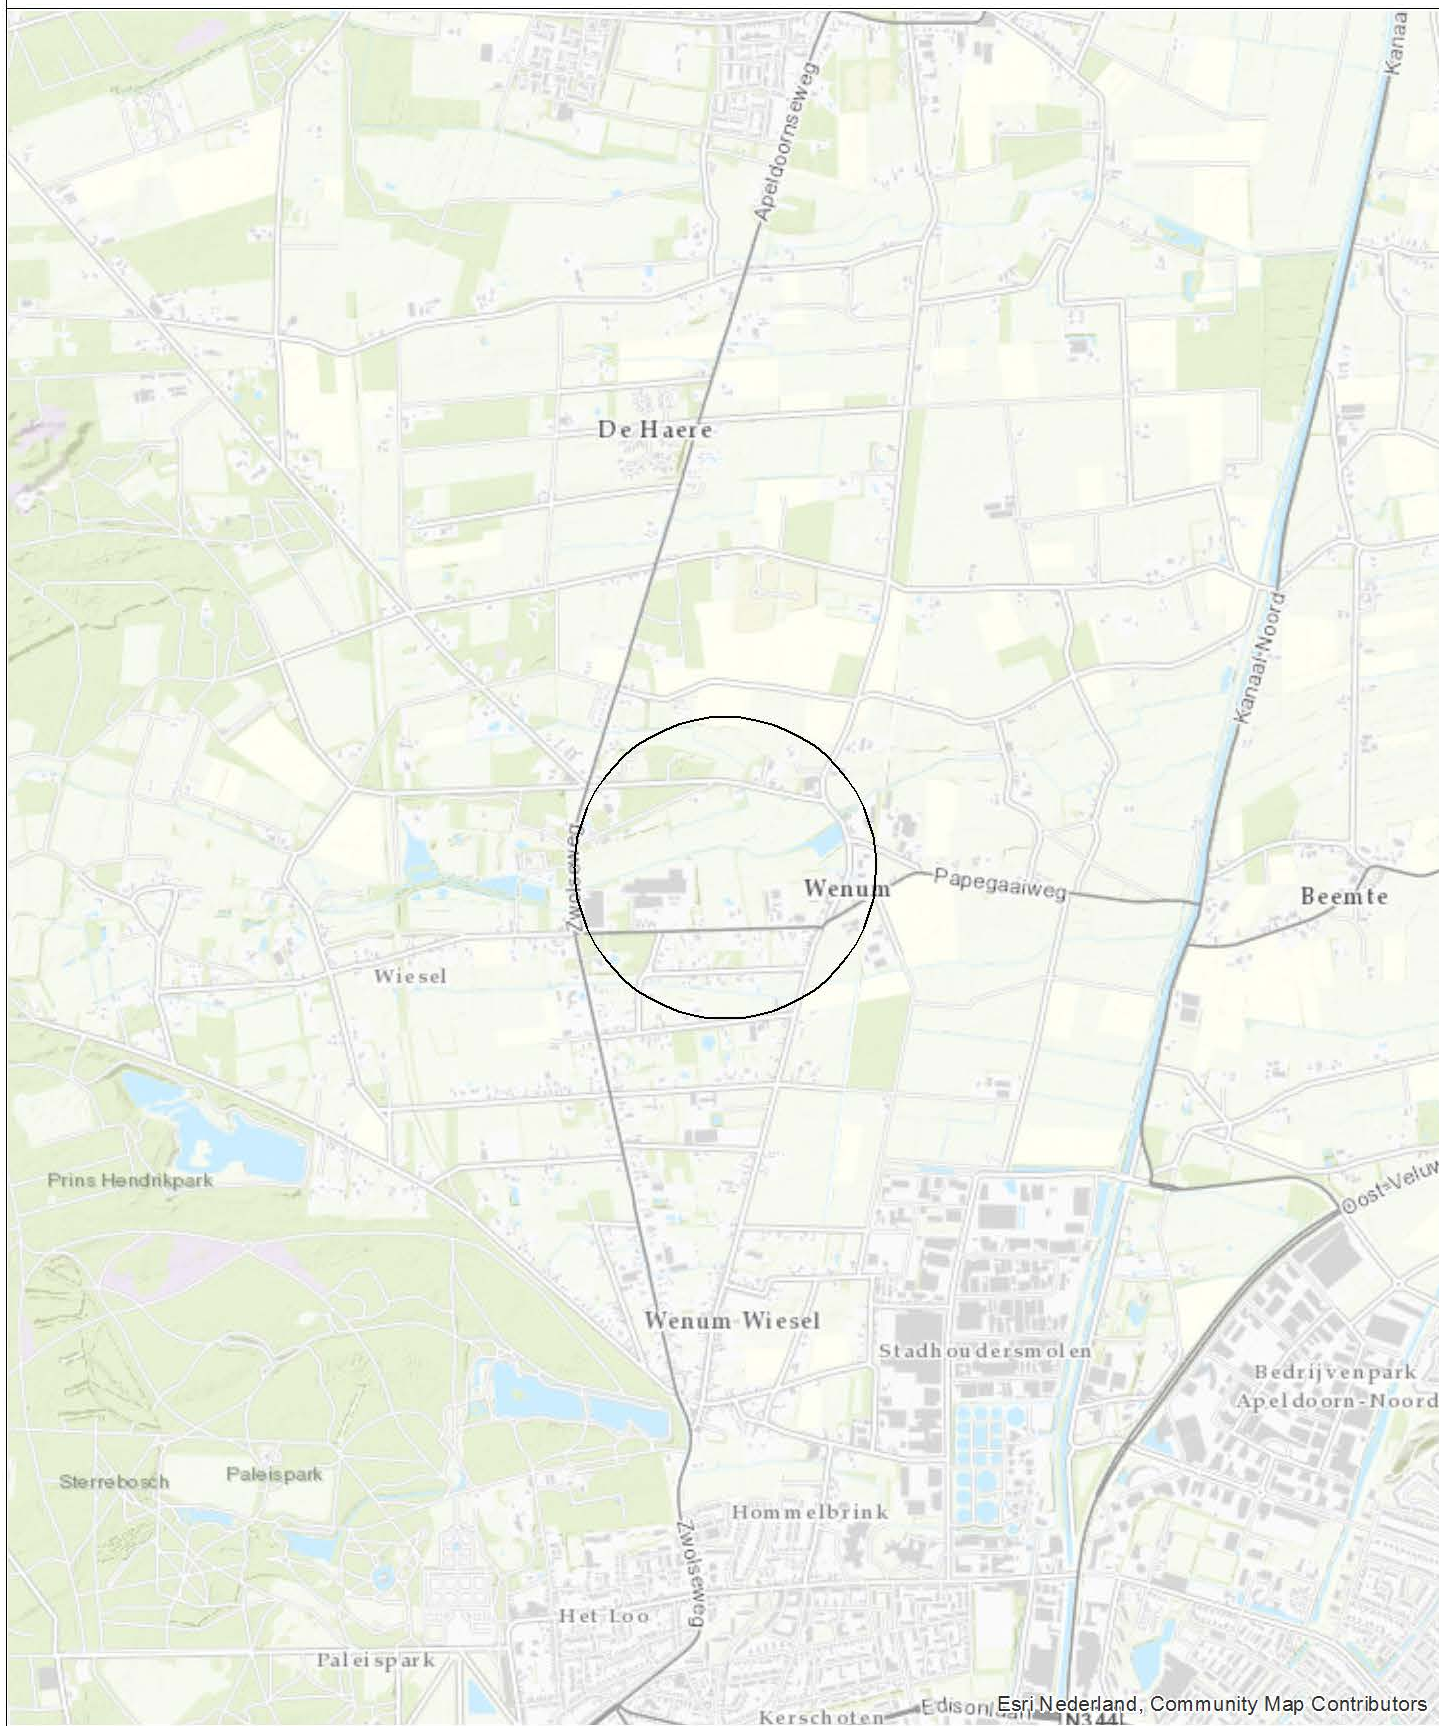 Kanaa
Apeldoornseweg
De Haere
Kanaal-Noord
Zwolseweg
Wenum
Papegaaiweg
Beemte
Wiesel
Prins Hendrikpark
Oost-Veluw
Wenum-Wiesel
Stadhoudersmolen
Bedrijvenpark
Apeldoorn-Noord
Sterrebosch
Paleispark
Hommelbrink
Zwolseweg
Het Loo
Paleispark
Edisonlaan
Esri Nederland, Community Map Contributors
Kerschoten
N344